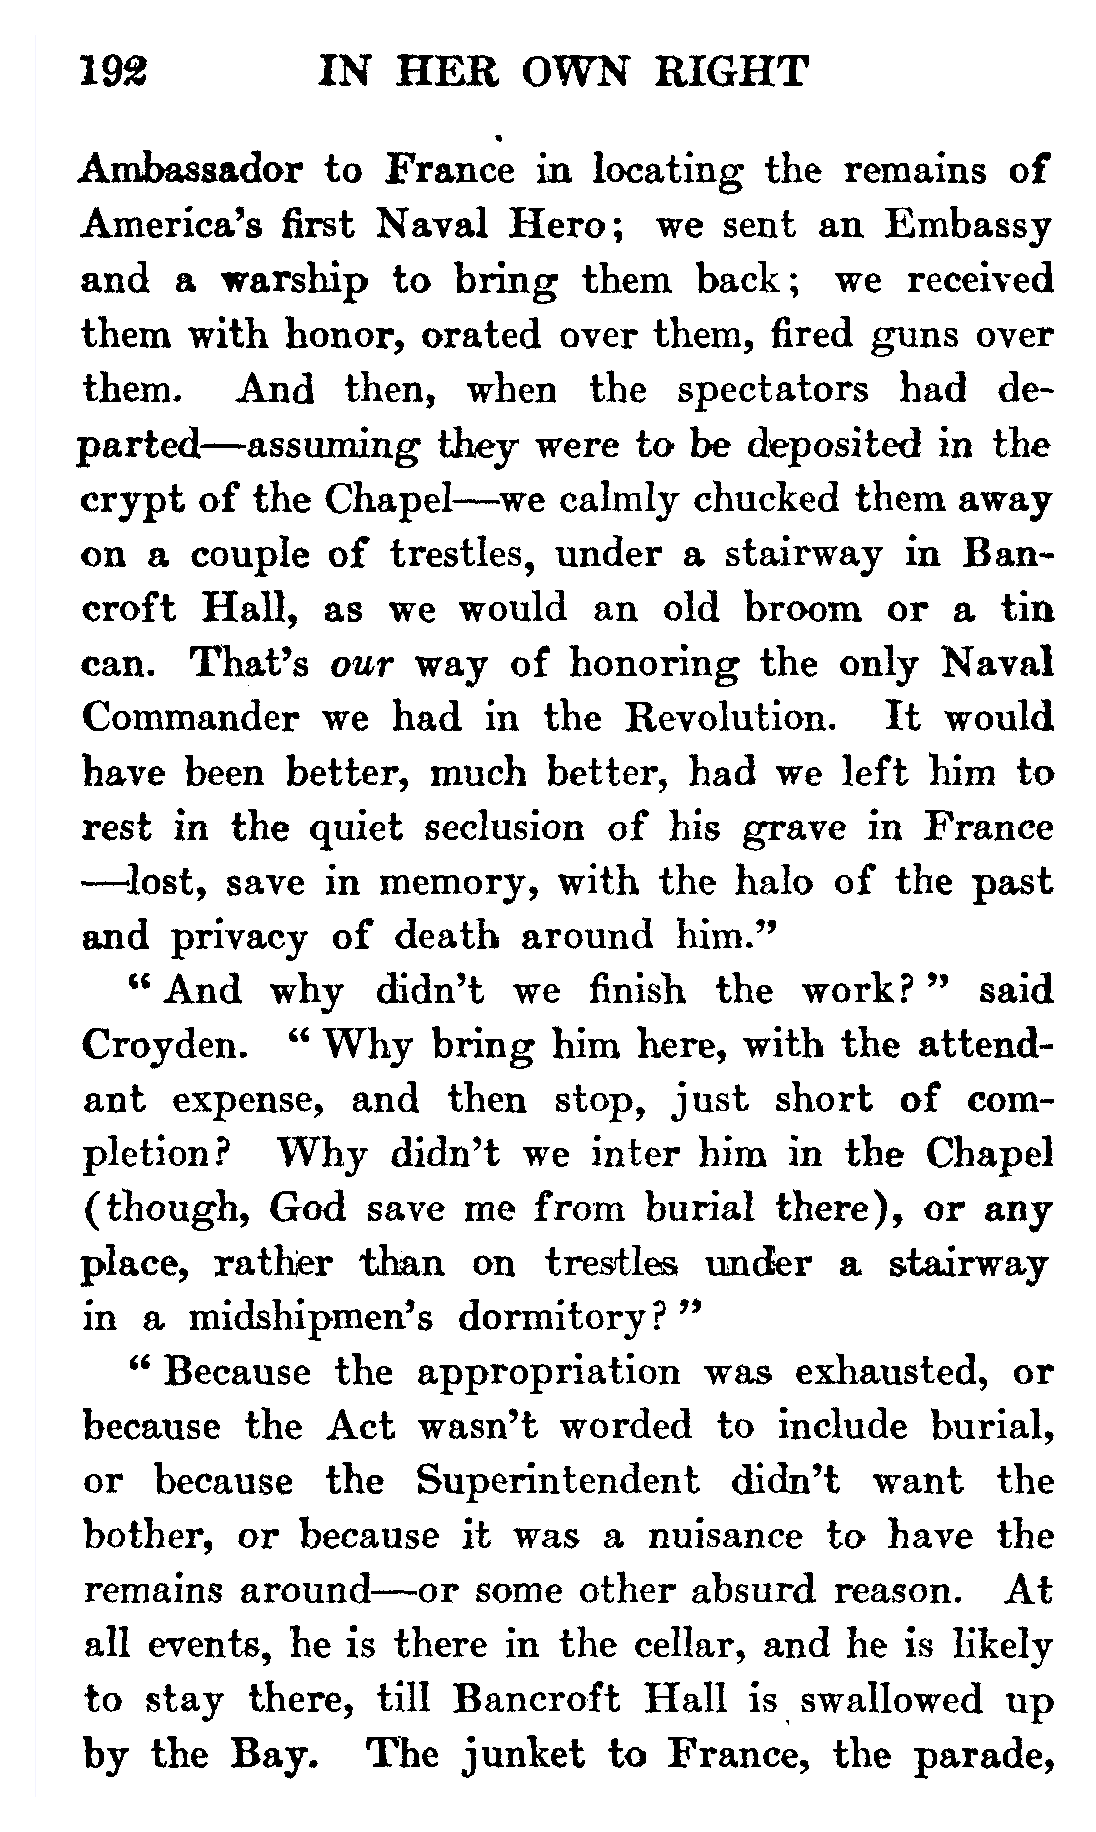 192 IN HER OWN RIGHT
Ambassador to France in locating the remains of
America's first Naval Hero; we sent an Embassy
and a warship to bring them back; we received
them with honor, orated over them, fired guns over
them. And then, when the spectators had de-
parted—assuming they were to be deposited in the
crypt of the Chapel—we calmly chucked them away
on a couple of trestles, under a stairway in Ban-
croft Hall, as we would an old broom or a tin
can. That's our way of honoring the only Naval
Commander we had in the Revolution. It would
have been better, much better, had we left him to
rest in the quiet seclusion of his grave in France
—lost, save in memory, with the halo of the past
and privacy of death around him."
"And why didn't we finish the work?" said
Croyden. "Why bring him here, with the attend-
ant expense, and then stop, just short of com-
pletion? Why didn't we inter him in the Chapel
(though, God save me from burial there), or any
place, rather than on trestles under a stairway
in a midshipmen's dormitory?"
"Because the appropriation was exhausted, or
because the Act wasn't worded to include burial,
or because the Superintendent didn't want the
bother, or because it was a nuisance to have the
remains around—or some other absurd reason. At
all events, he is there in the cellar, and he is likely
to stay there, till Bancroft Hall is swallowed up
by the Bay. The junket to France, the parade,